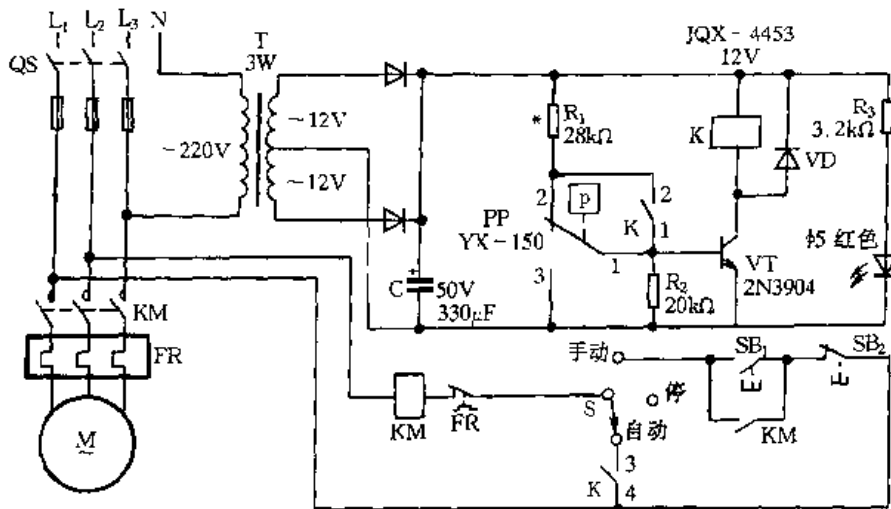 L₁ L₂ L₃ N
QS
T
3W
~220V
~12V
~12V
JQX-4453
12V
* R₁
28kΩ
K
VD
R₃
3.2kΩ
2
p
2
K
1
PP
YX-150
1
3
VT
2N3904
ϕ5 红色
R₂
20kΩ
C
+
50V
330μF
KM
FR
M
~
手动
SB₁
SB₂
停
S
KM
FR
自动
KM
3
K
4